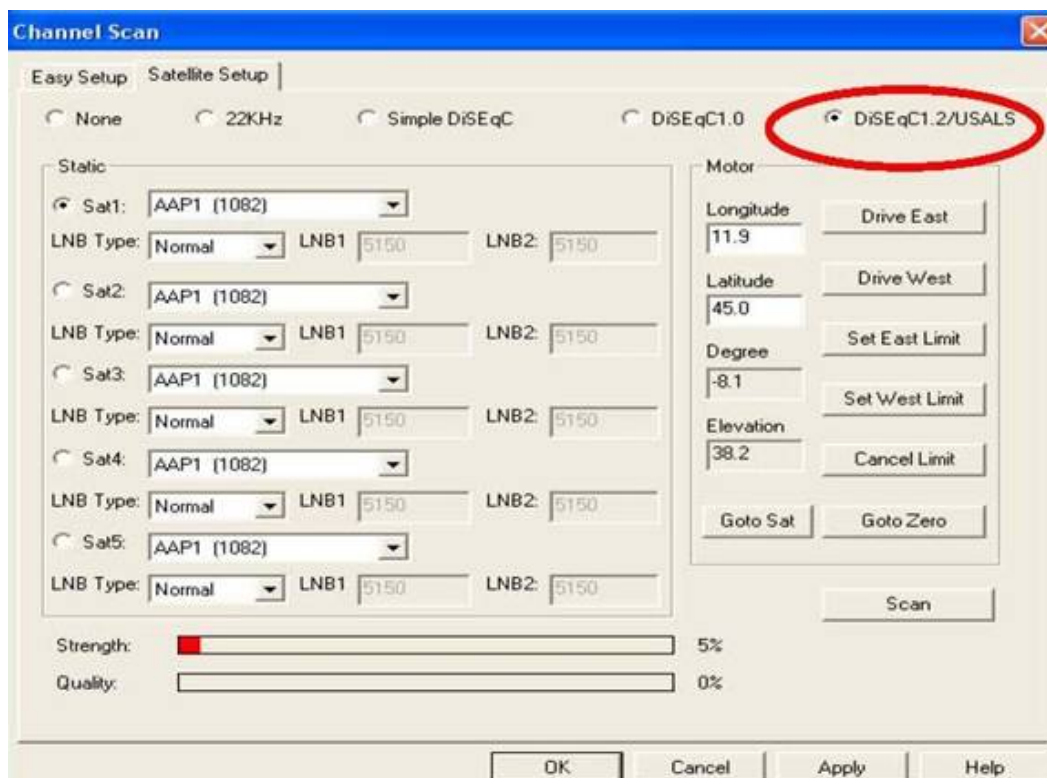 Channel Scan
Easy Setup Satellite Setup
None 22KHz Simple DiSEqC DiSEqC1.0 DiSEqC1.2/USALS
Static
Sat1: AAP1 (1082)
LNB Type: Normal LNB1 5150 LNB2: 5150
Sat2: AAP1 (1082)
LNB Type: Normal LNB1 5150 LNB2: 5150
Sat3: AAP1 (1082)
LNB Type: Normal LNB1 5150 LNB2: 5150
Sat4: AAP1 (1082)
LNB Type: Normal LNB1 5150 LNB2: 5150
Sat5: AAP1 (1082)
LNB Type: Normal LNB1 5150 LNB2: 5150
Motor
Longitude
11.9
Drive East
Latitude
45.0
Drive West
Degree
-8.1
Set East Limit
Elevation
38.2
Set West Limit
Cancel Limit
Goto Sat Goto Zero
Scan
Strength: 5%
Quality: 0%
OK Cancel Apply Help